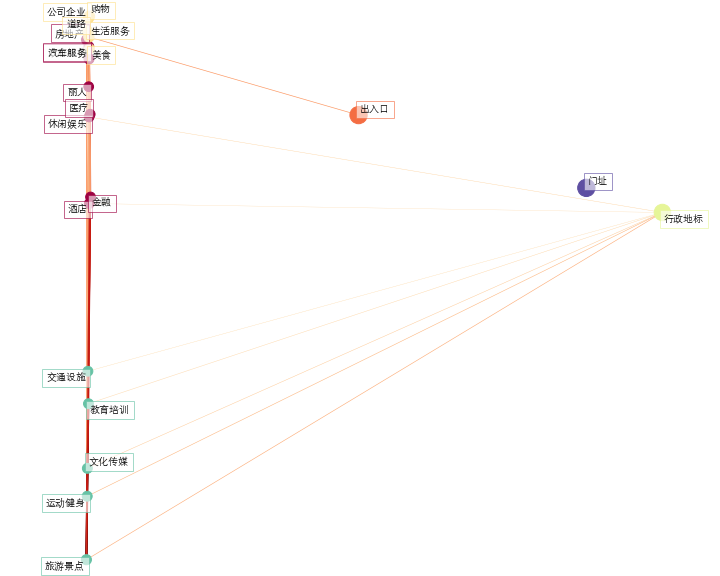 公司企业
购物
道路
生活服务
房地产
汽车服务
美食
丽人
医疗
出入口
休闲娱乐
门址
金融
酒店
行政地标
交通设施
教育培训
文化传媒
运动健身
旅游景点